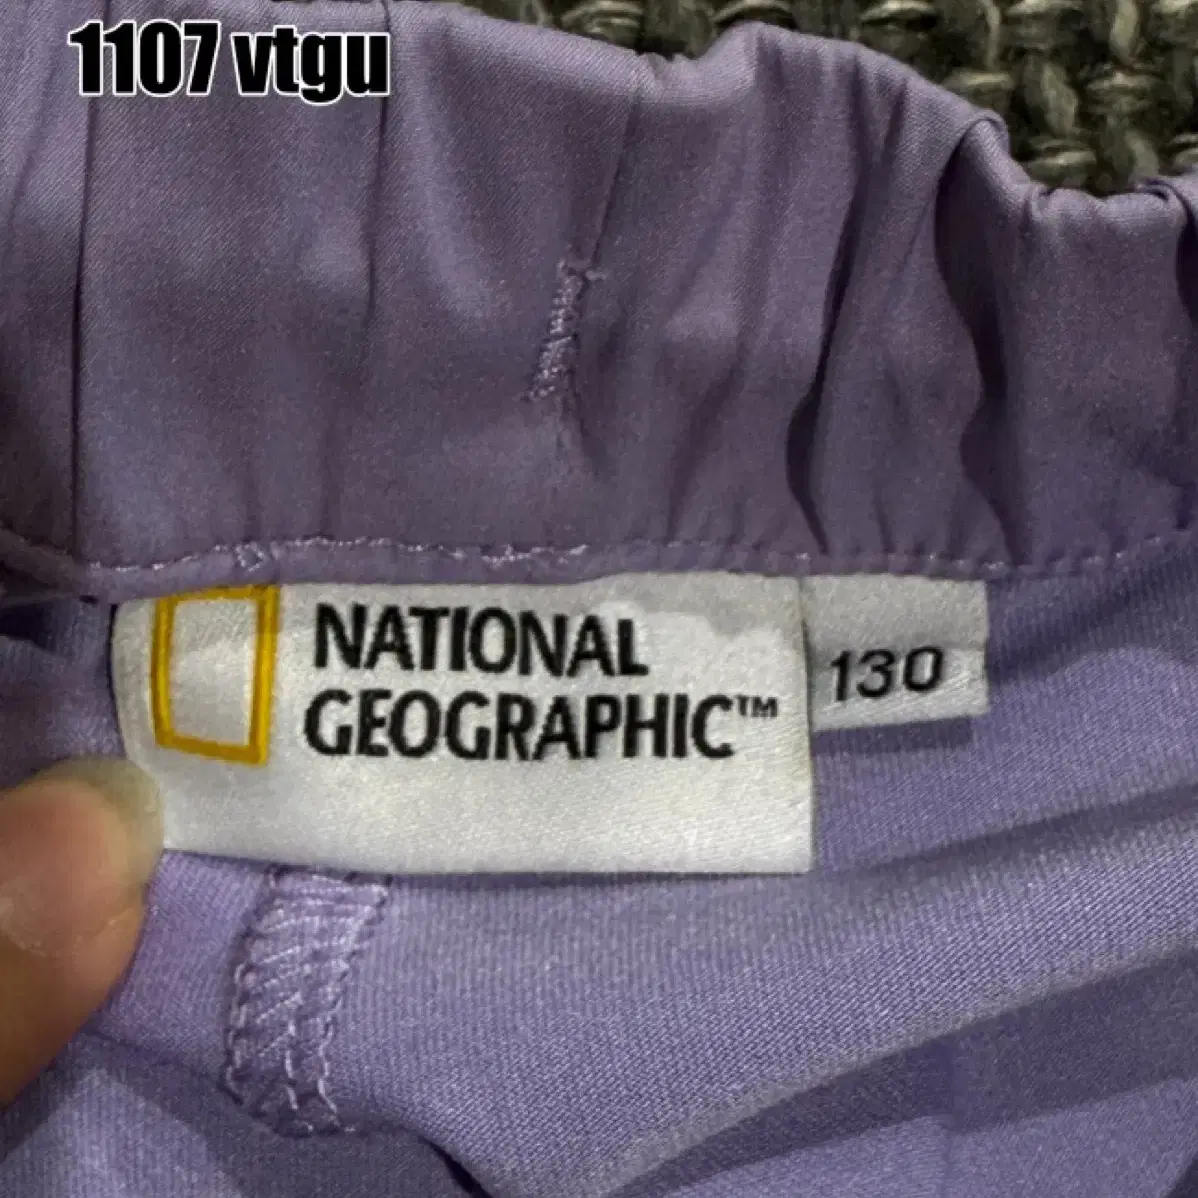 1107 vtgu
NATIONAL
GEOGRAPHIC™
130